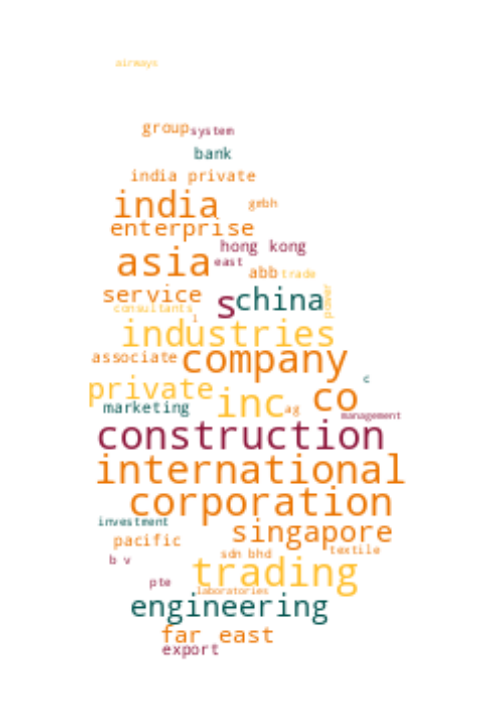 airways
group system
bank
india private
india gmbh
enterprise
hong kong
asia east
abb trade
service s china power
consultants l
industries
associate company
c
private inc co
marketing ag
management
construction
international
corporation
investment
singapore
pacific
textile
b v sdn bhd
trading
pte
laboratories
engineering
far east
export